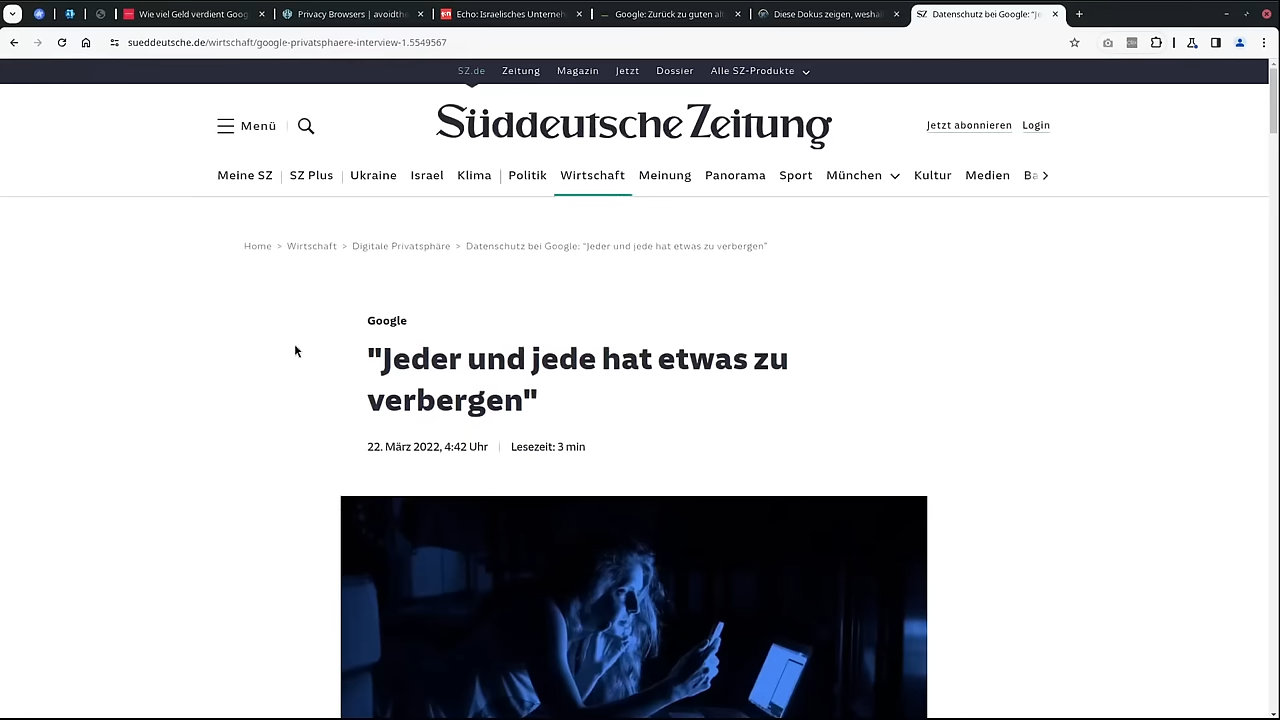 Wie viel Geld verdient Goog
Privacy Browsers | avoidthe
Echo: Israelisches Unterneh
Google: Zurück zu guten al
Diese Dokus zeigen, wesha
SZ Datenschutz bei Google: "Je
sueddeutsche.de/wirtschaft/google-privatsphaere-interview-1.5549567
SZ.de Zeitung Magazin Jetzt Dossier Alle SZ-Produkte
Menü
Süddeutsche Zeitung
Jetzt abonnieren Login
Meine SZ SZ Plus Ukraine Israel Klima Politik Wirtschaft Meinung Panorama Sport München Kultur Medien Ba
Home > Wirtschaft > Digitale Privatsphäre > Datenschutz bei Google: "Jeder und jede hat etwas zu verbergen"
Google
"Jeder und jede hat etwas zu
verbergen"
22. März 2022, 4:42 Uhr | Lesezeit: 3 min